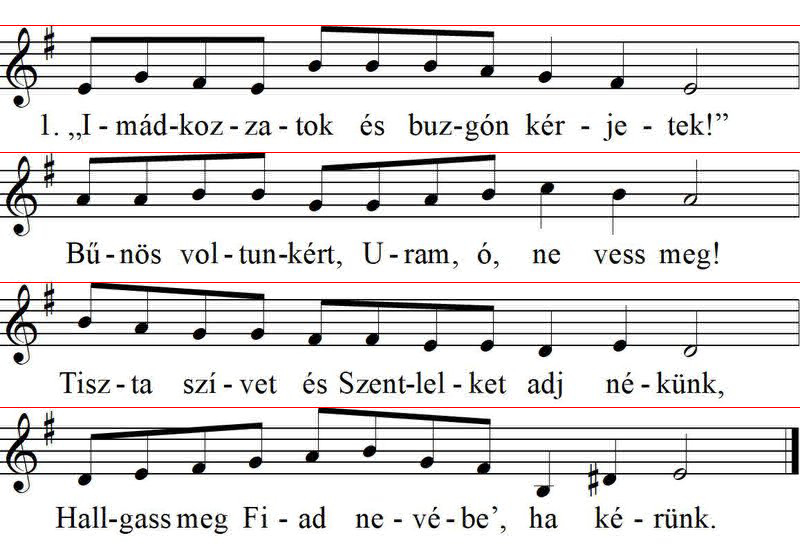 1. „I - mád-koz - za - tok és buz-gón kér - je - tek!”
Bű - nös vol - tun-kért, U - ram, ó, ne vess meg!
Tisz - ta szí - vet és Szent-lel - ket adj né - künk,
Hall-gass meg Fi - ad ne - vé - be’, ha ké - rünk.